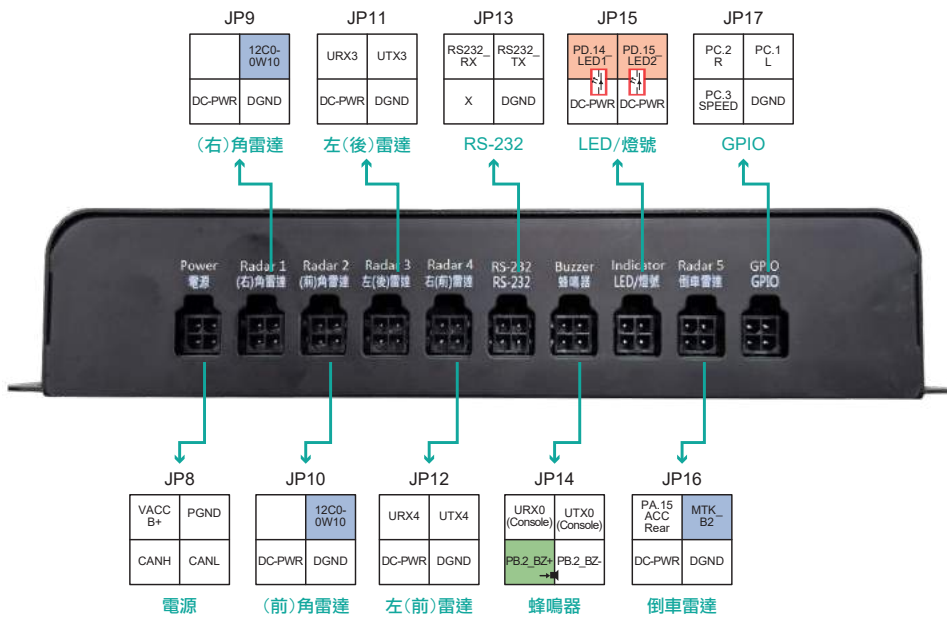 JP9
JP11
JP13
JP15
JP17
12C0-
0W10
DC-PWR
DGND
URX3
UTX3
DC-PWR
DGND
RS232_
RX
RS232_
TX
X
DGND
PD.14_
LED1
PD.15_
LED2
DC-PWR
DC-PWR
PC.2
R
PC.1
L
PC.3
SPEED
DGND
(右)角雷達
左(後)雷達
RS-232
LED/燈號
GPIO
Power
電源
Radar 1
(右)角雷達
Radar 2
(前)角雷達
Radar 3
左(後)雷達
Radar 4
右(前)雷達
RS-232
RS-232
Buzzer
蜂鳴器
Indicator
LED/燈號
Radar 5
倒車雷達
GPIO
GPIO
JP8
JP10
JP12
JP14
JP16
VACC
B+
PGND
CANH
CANL
12C0-
0W10
DC-PWR
DGND
URX4
UTX4
DC-PWR
DGND
URX0
(Console)
UTX0
(Console)
PB.2_BZ+
PB.2_BZ-
PA.15
ACC
Rear
MTK_
B2
DC-PWR
DGND
電源
(前)角雷達
左(前)雷達
蜂鳴器
倒車雷達